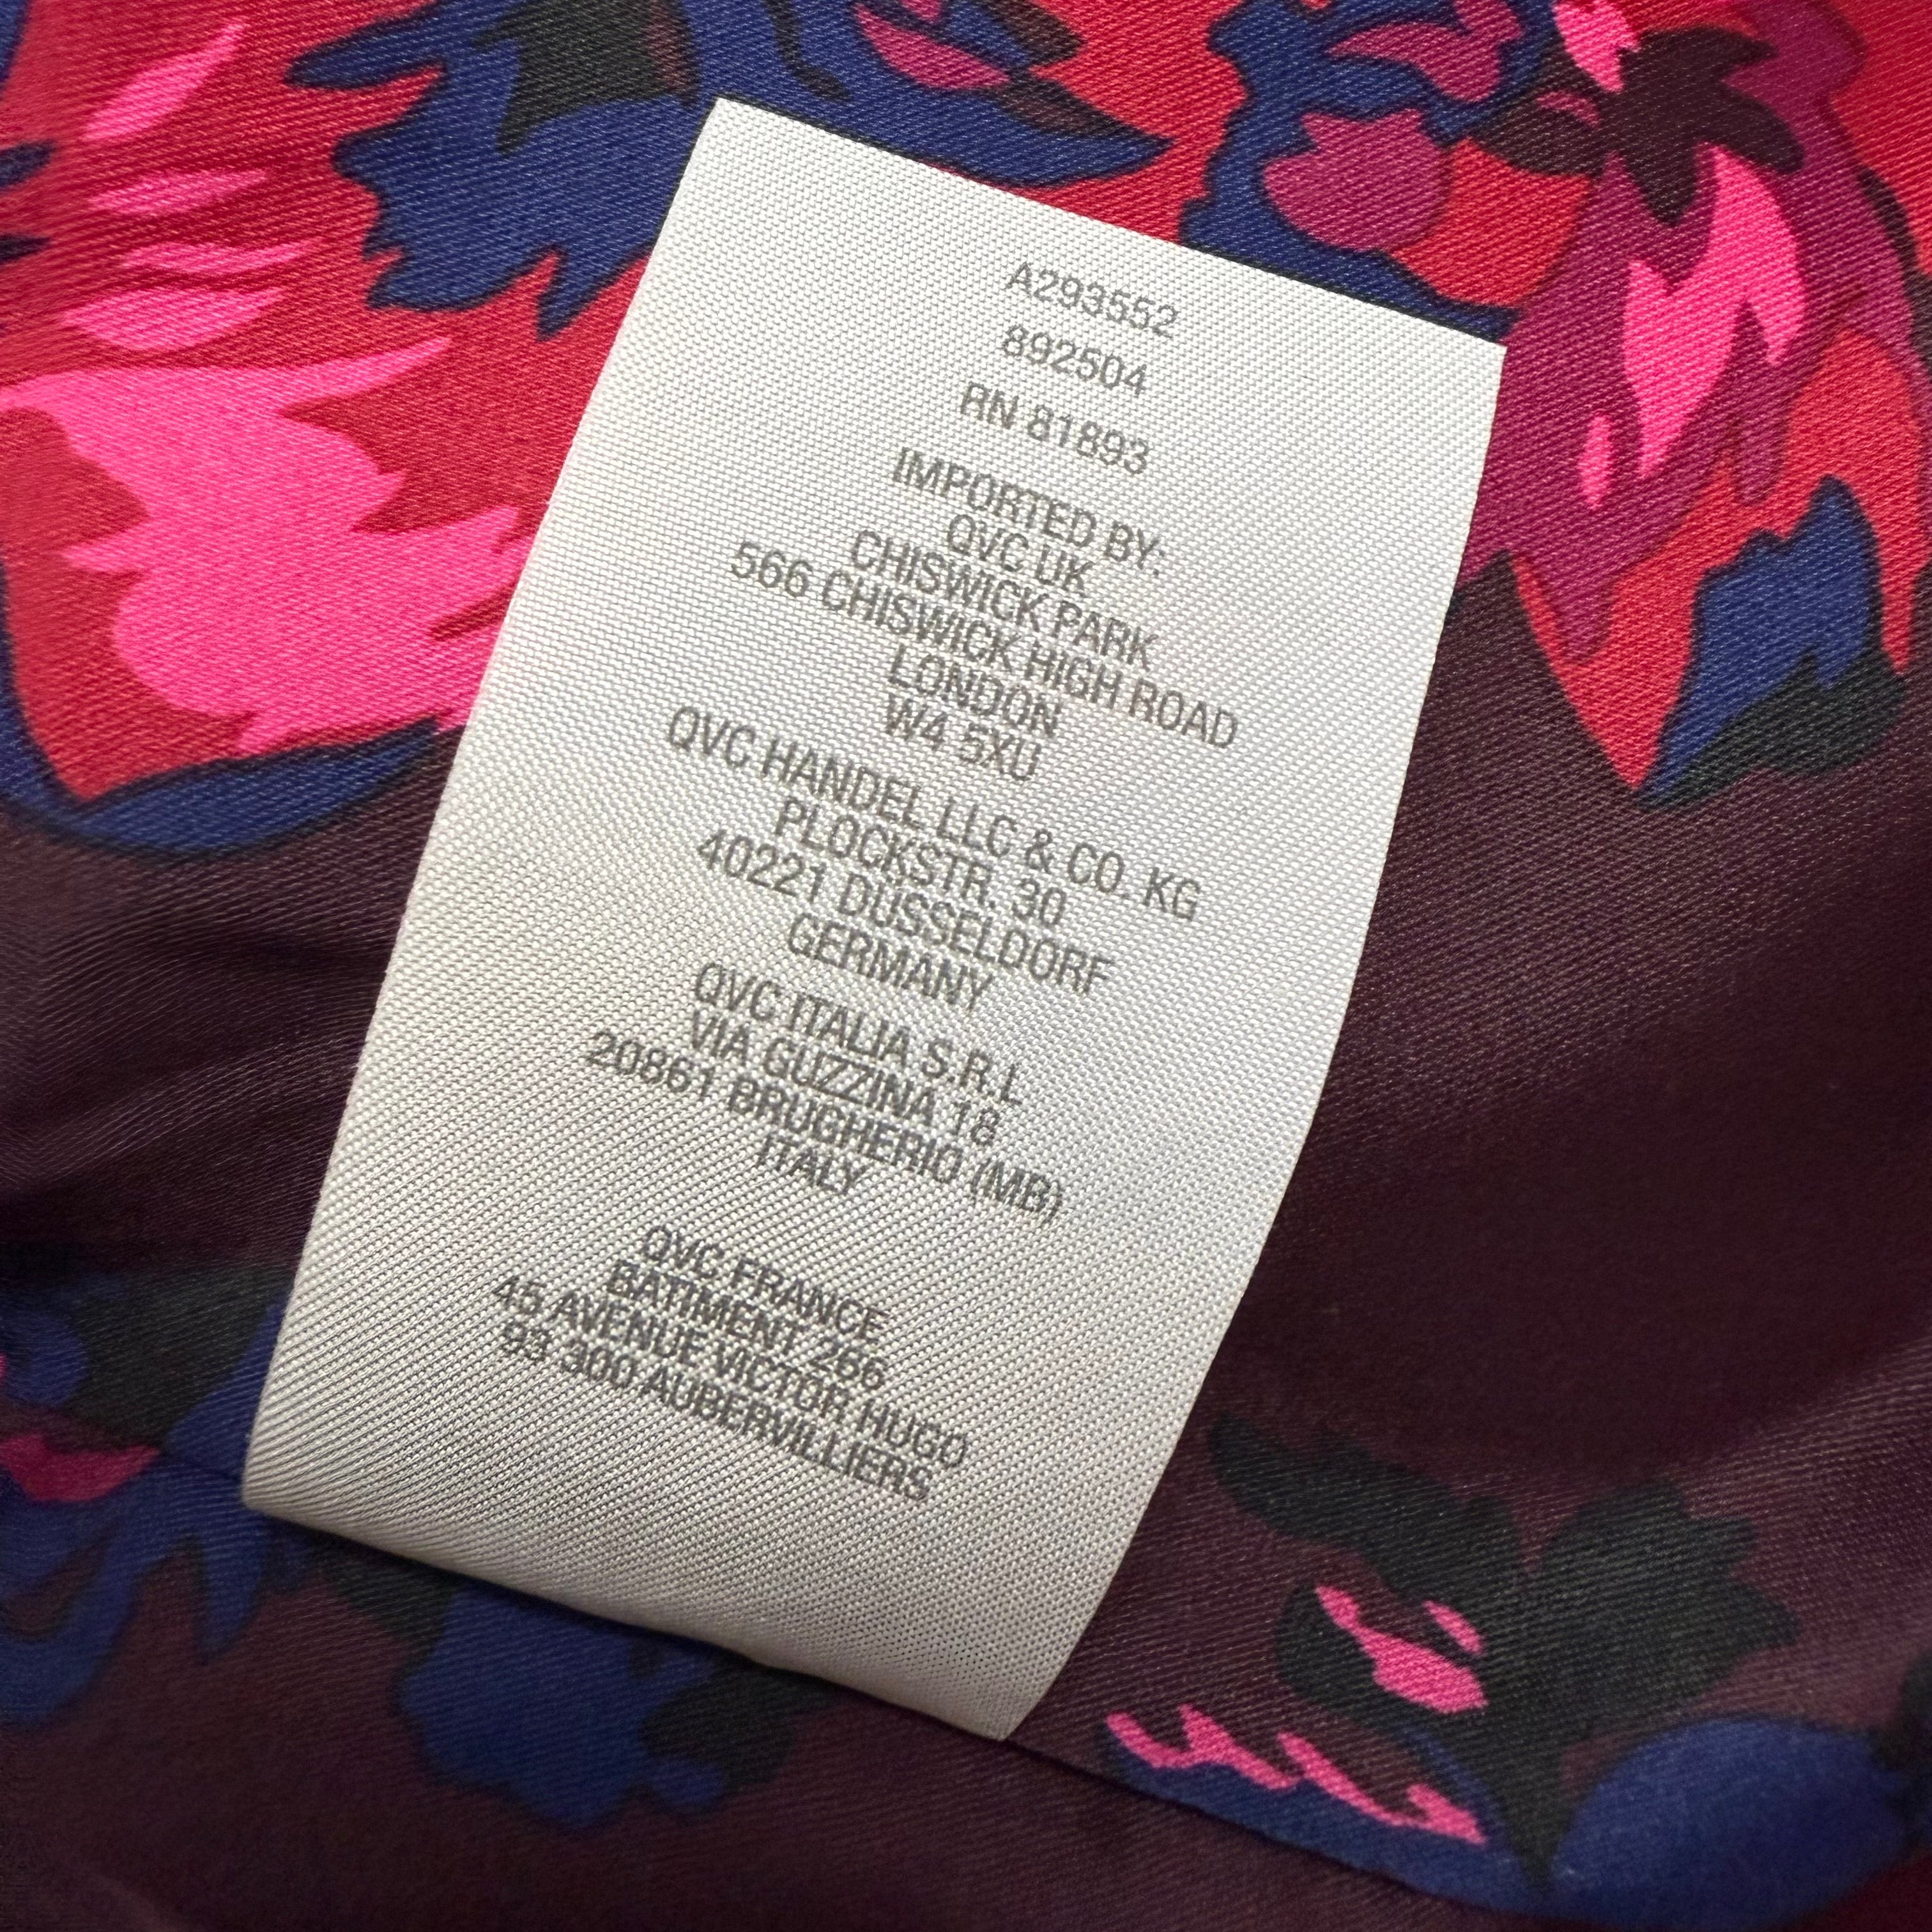 A293552
892504
RN 81893
IMPORTED BY:
QVC UK
CHISWICK PARK
566 CHISWICK HIGH ROAD
LONDON
W4 5XU
QVC HANDEL LLC & CO. KG
PLOCKSTR. 30
40221 DUSSELDORF
GERMANY
QVC ITALIA S.R.L
VIA GUZZINA 18
20861 BRUGHERIO (MB)
ITALY
QVC FRANCE
BATIMENT 266
45 AVENUE VICTOR HUGO
93 300 AUBERVILLIERS